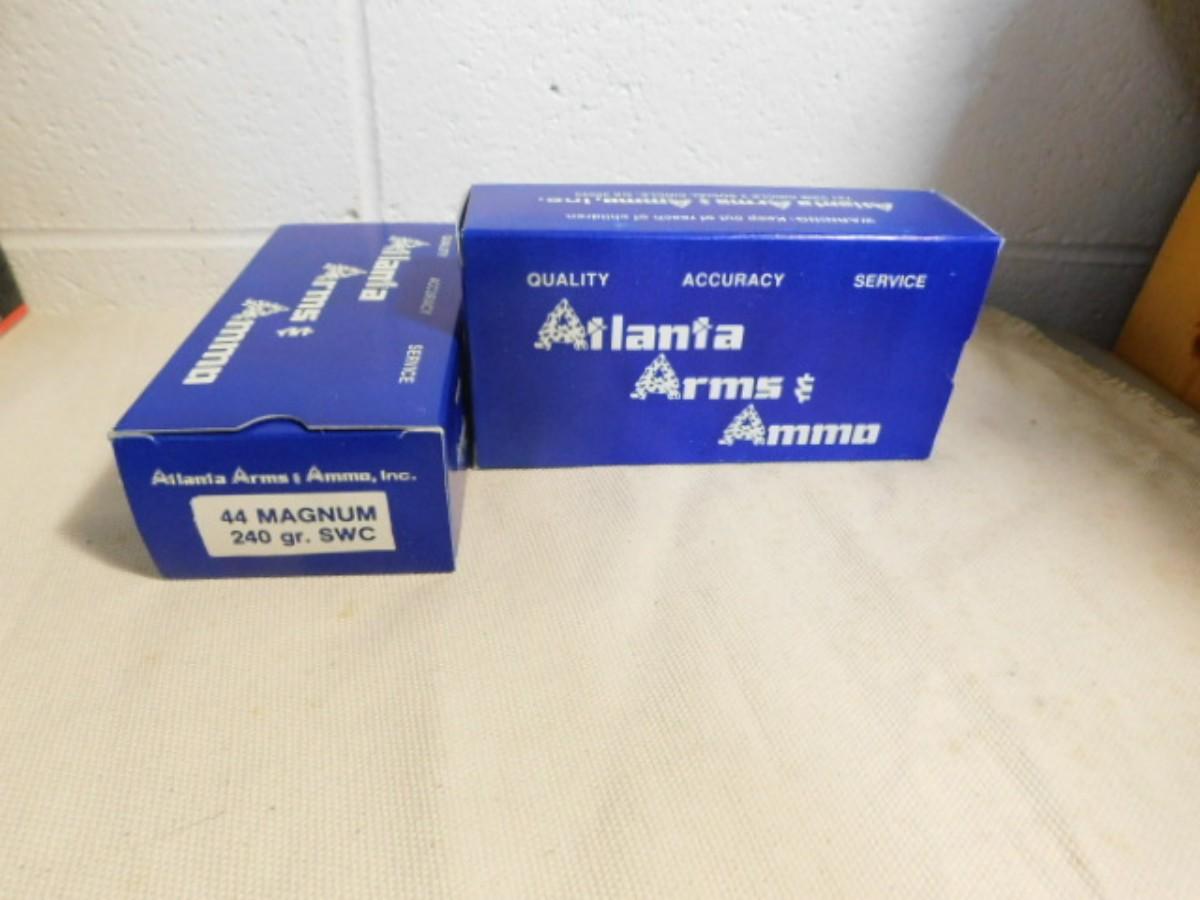 QUALITY ACCURACY SERVICE
Atlanta
Arms &
Ammo
Atlanta Arms & Ammo, Inc.
44 MAGNUM
240 gr. SWC
Atlanta Arms & Ammo, Inc.
WARNING: Keep out of reach of children
QUALITY ACCURACY SERVICE
Atlanta
Arms &
Ammo